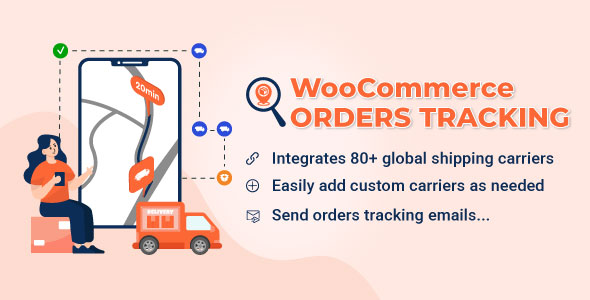 20min
WooCommerce
ORDERS TRACKING
Integrates 80+ global shipping carriers
Easily add custom carriers as needed
Send orders tracking emails...
DELIVERY